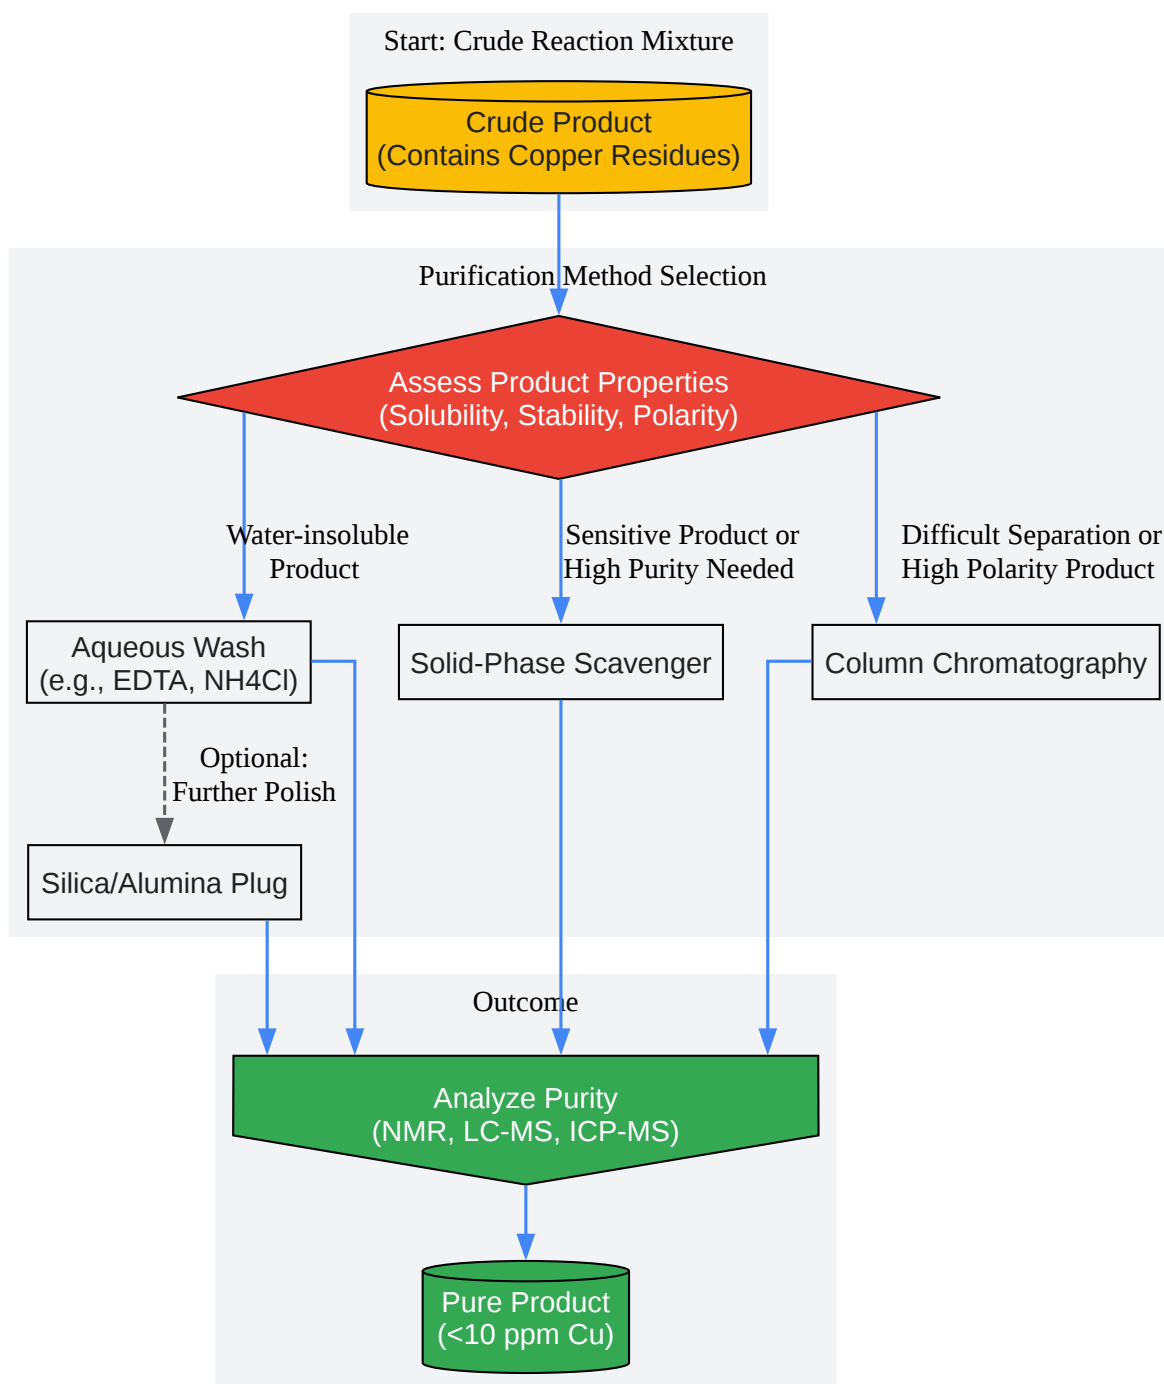 Start: Crude Reaction Mixture
Crude Product
(Contains Copper Residues)
Purification Method Selection
Assess Product Properties
(Solubility, Stability, Polarity)
Water-insoluble
Product
Sensitive Product or
High Purity Needed
Difficult Separation or
High Polarity Product
Aqueous Wash
(e.g., EDTA, NH4Cl)
Solid-Phase Scavenger
Column Chromatography
Optional:
Further Polish
Silica/Alumina Plug
Outcome
Analyze Purity
(NMR, LC-MS, ICP-MS)
Pure Product
(<10 ppm Cu)